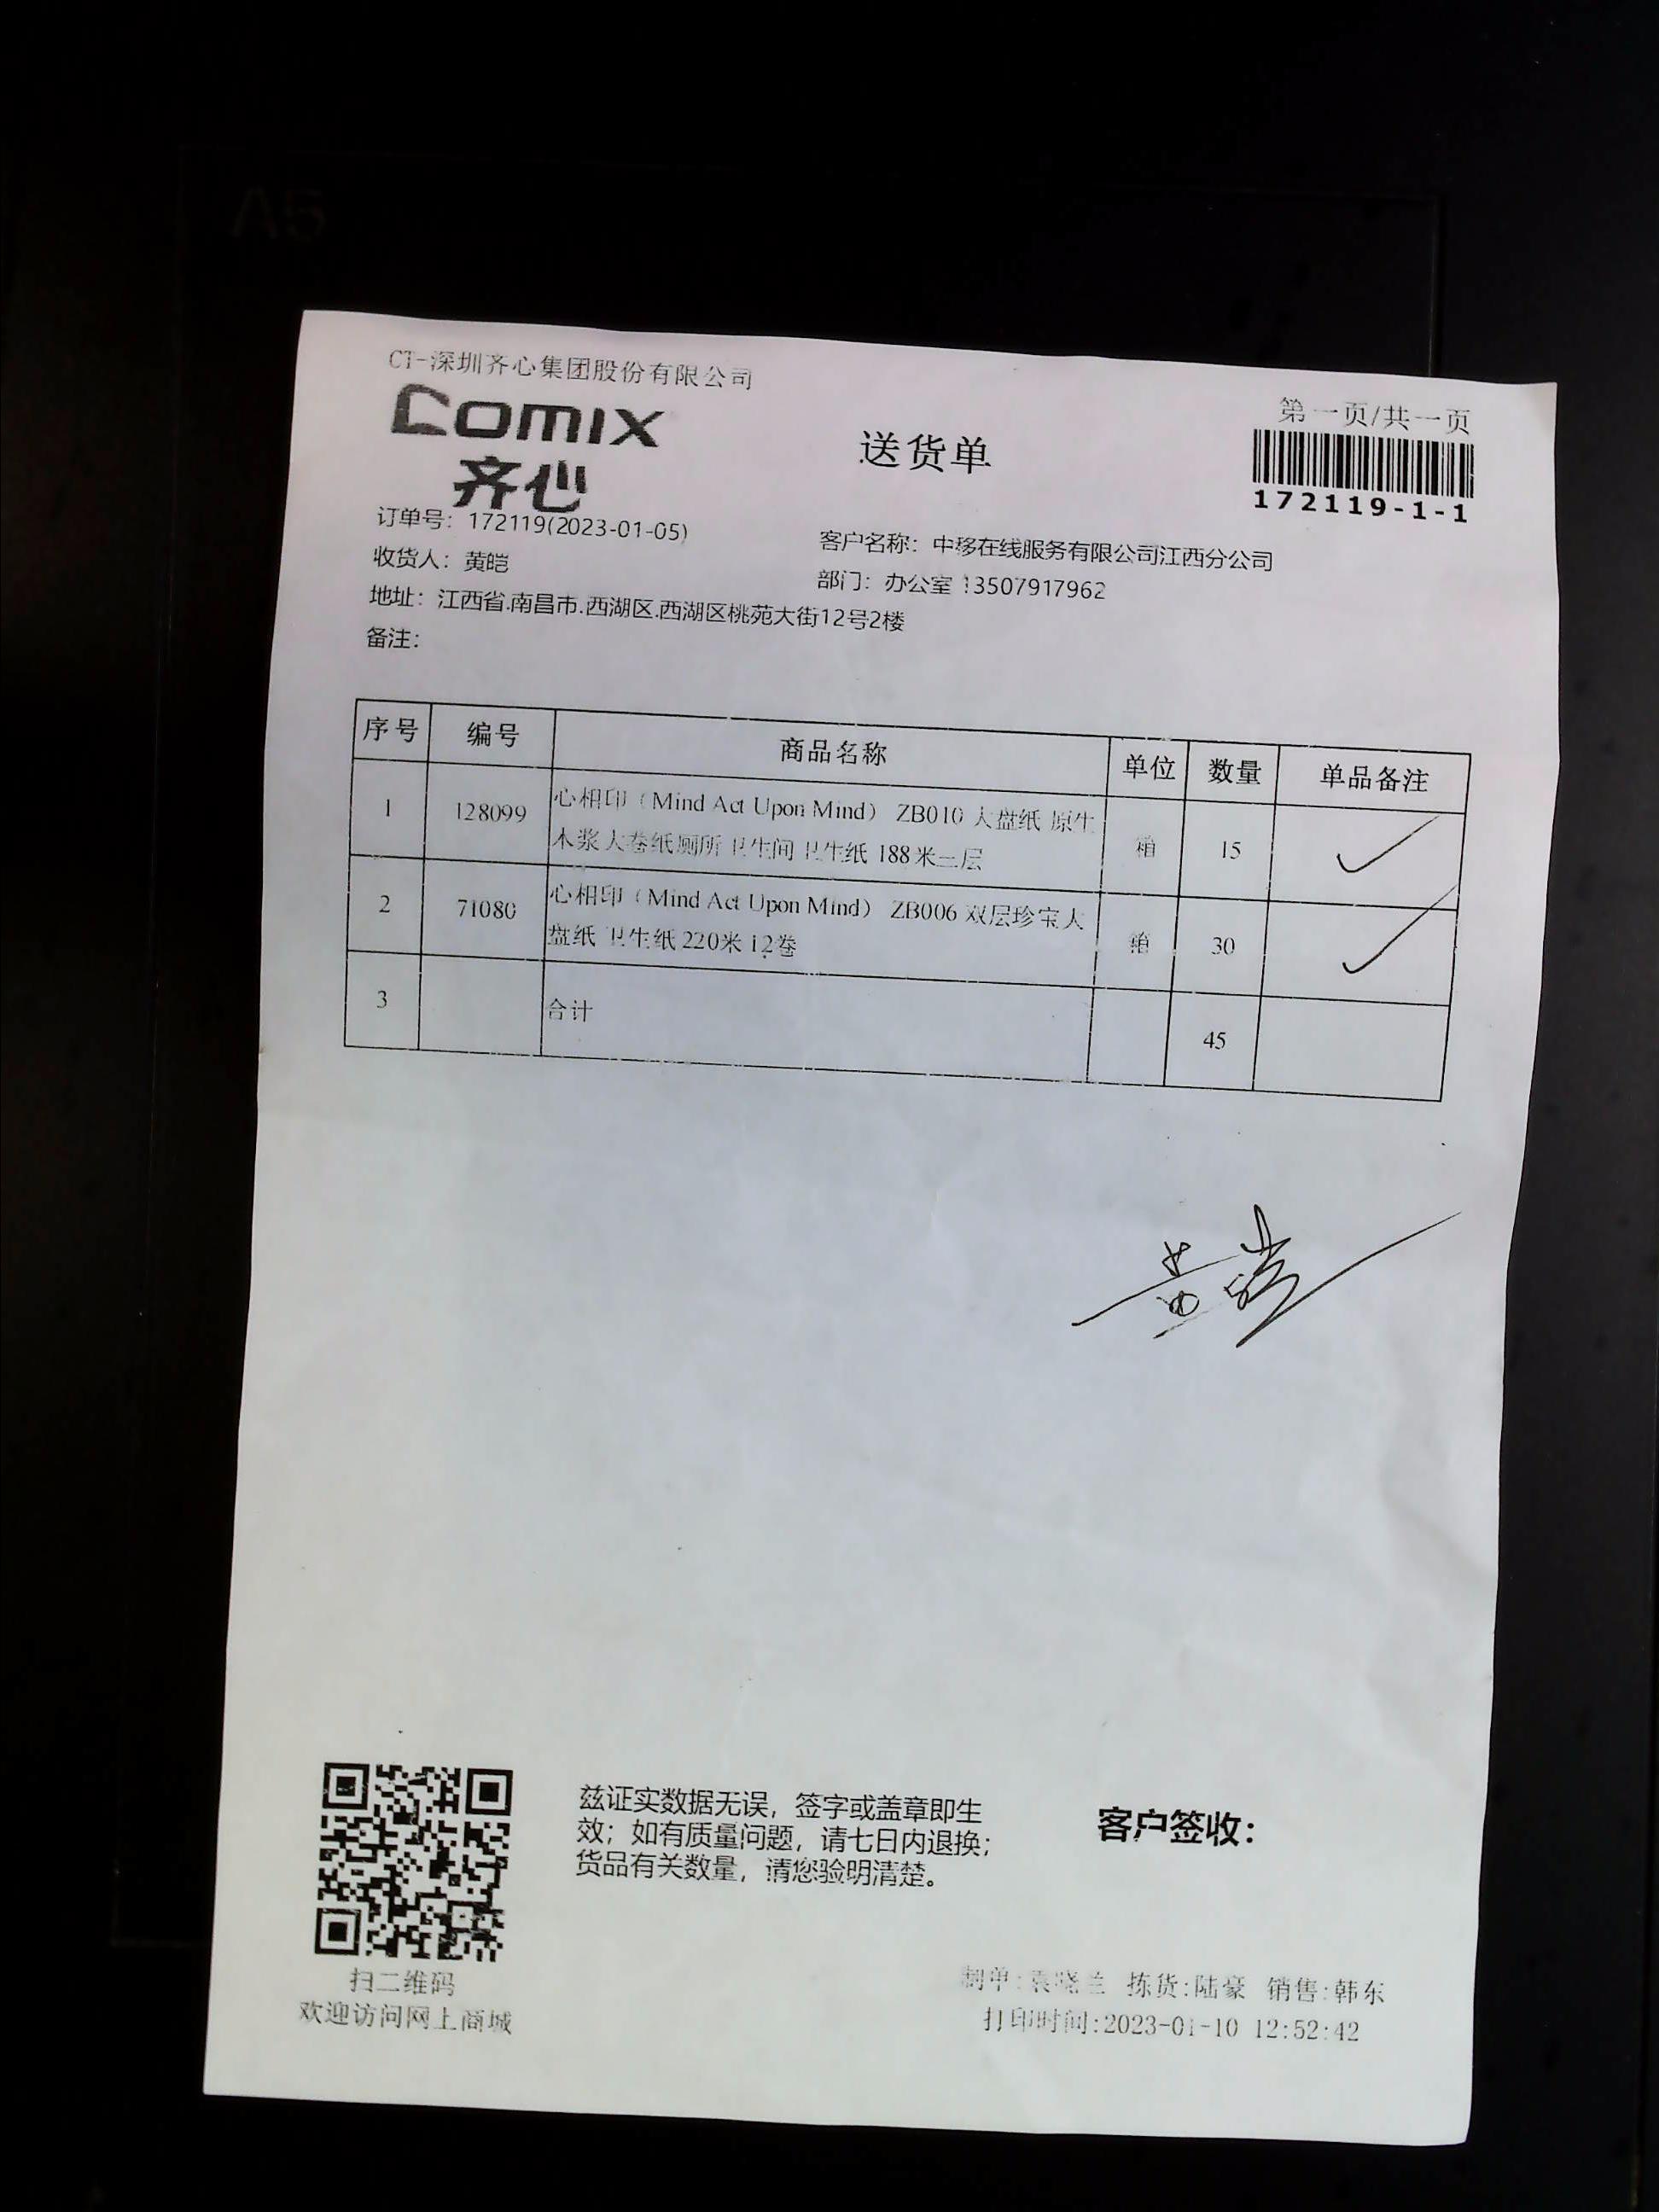 A5
CT-深圳齐心集团股份有限公司
comix
齐心
送货单
第一页/共一页
172119-1-1
订单号：172119(2023-01-05)
客户名称：中移在线服务有限公司江西分公司
收货人：黄皑
部门：办公室 13507917962
地址：江西省.南昌市.西湖区.西湖区桃苑大街12号2楼
备注：
序号 编号 商品名称 单位 数量 单品备注
1 128099 心相印（Mind Act Upon Mind） ZB010 大盘纸 原生
木浆大卷纸厕所 卫生间 卫生纸 188米三层 箱 15 ✓
2 71080 心相印（Mind Act Upon Mind） ZB006 双层珍宝大
盘纸 卫生纸 220米 12卷 箱 30 ✓
3 合计 45
兹证实数据无误，签字或盖章即生
效；如有质量问题，请七日内退换；
货品有关数量，请您验明清楚。
客户签收：
扫二维码
欢迎访问网上商城
制单:袁晓兰 拣货:陆豪 销售:韩东
打印时间:2023-01-10 12:52:42